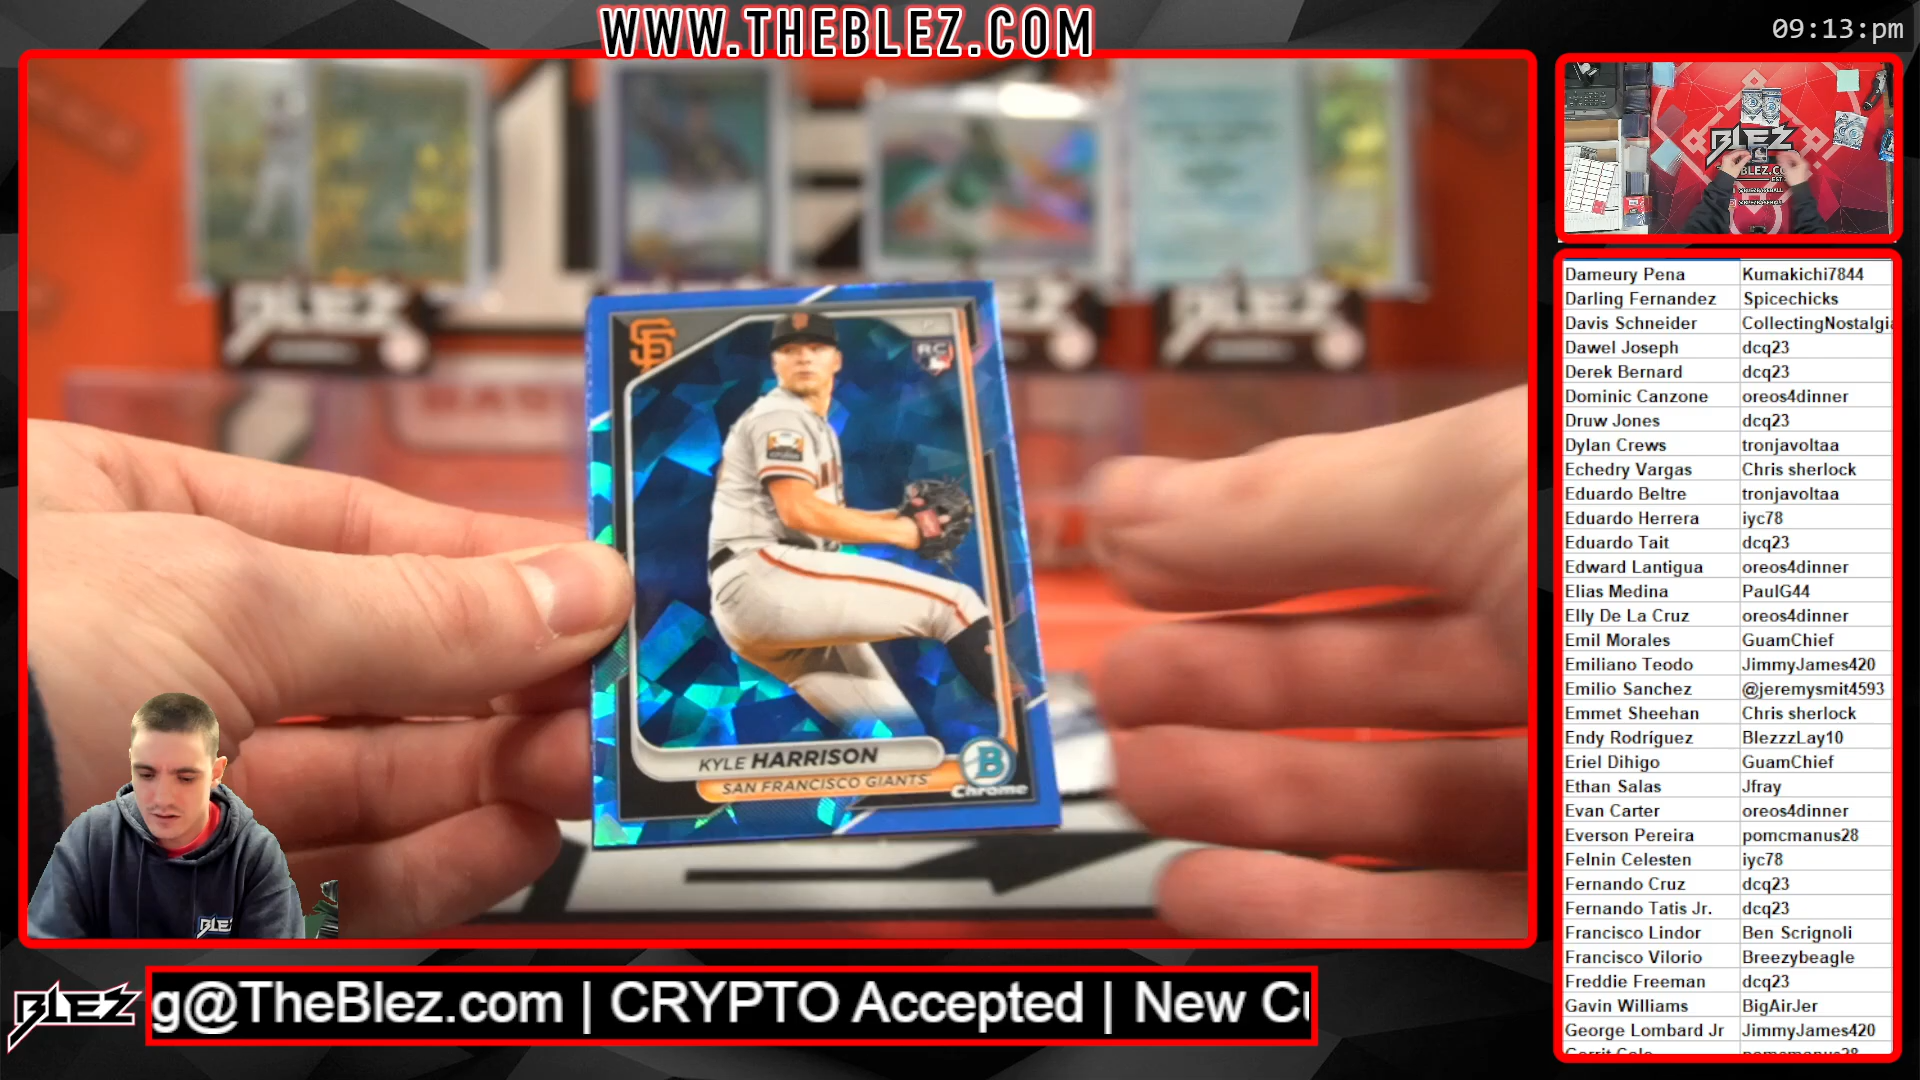 WWW.THEBLEZ.COM
09:13:pm
BLEZ
RC
KYLE HARRISON
SAN FRANCISCO GIANTS
B
Chrome
Dameury Pena Kumakichi7844
Darling Fernandez Spicechicks
Davis Schneider CollectingNostalgi
Dawel Joseph dcq23
Derek Bernard dcq23
Dominic Canzone oreos4dinner
Druw Jones dcq23
Dylan Crews tronjavoltaa
Echedry Vargas Chris sherlock
Eduardo Beltre tronjavoltaa
Eduardo Herrera iyc78
Eduardo Tait dcq23
Edward Lantigua oreos4dinner
Elias Medina PaulG44
Elly De La Cruz oreos4dinner
Emil Morales GuamChief
Emiliano Teodo JimmyJames420
Emilio Sanchez @jeremysmit4593
Emmet Sheehan Chris sherlock
Endy Rodríguez BlezzzLay10
Eriel Dihigo GuamChief
Ethan Salas Jfray
Evan Carter oreos4dinner
Everson Pereira pomcmanus28
Felnin Celesten iyc78
Fernando Cruz dcq23
Fernando Tatis Jr. dcq23
Francisco Lindor Ben Scrignoli
Francisco Vilorio Breezybeagle
Freddie Freeman dcq23
Gavin Williams BigAirJer
George Lombard Jr JimmyJames420
BLEZ
BLEZ
g@TheBlez.com | CRYPTO Accepted | New